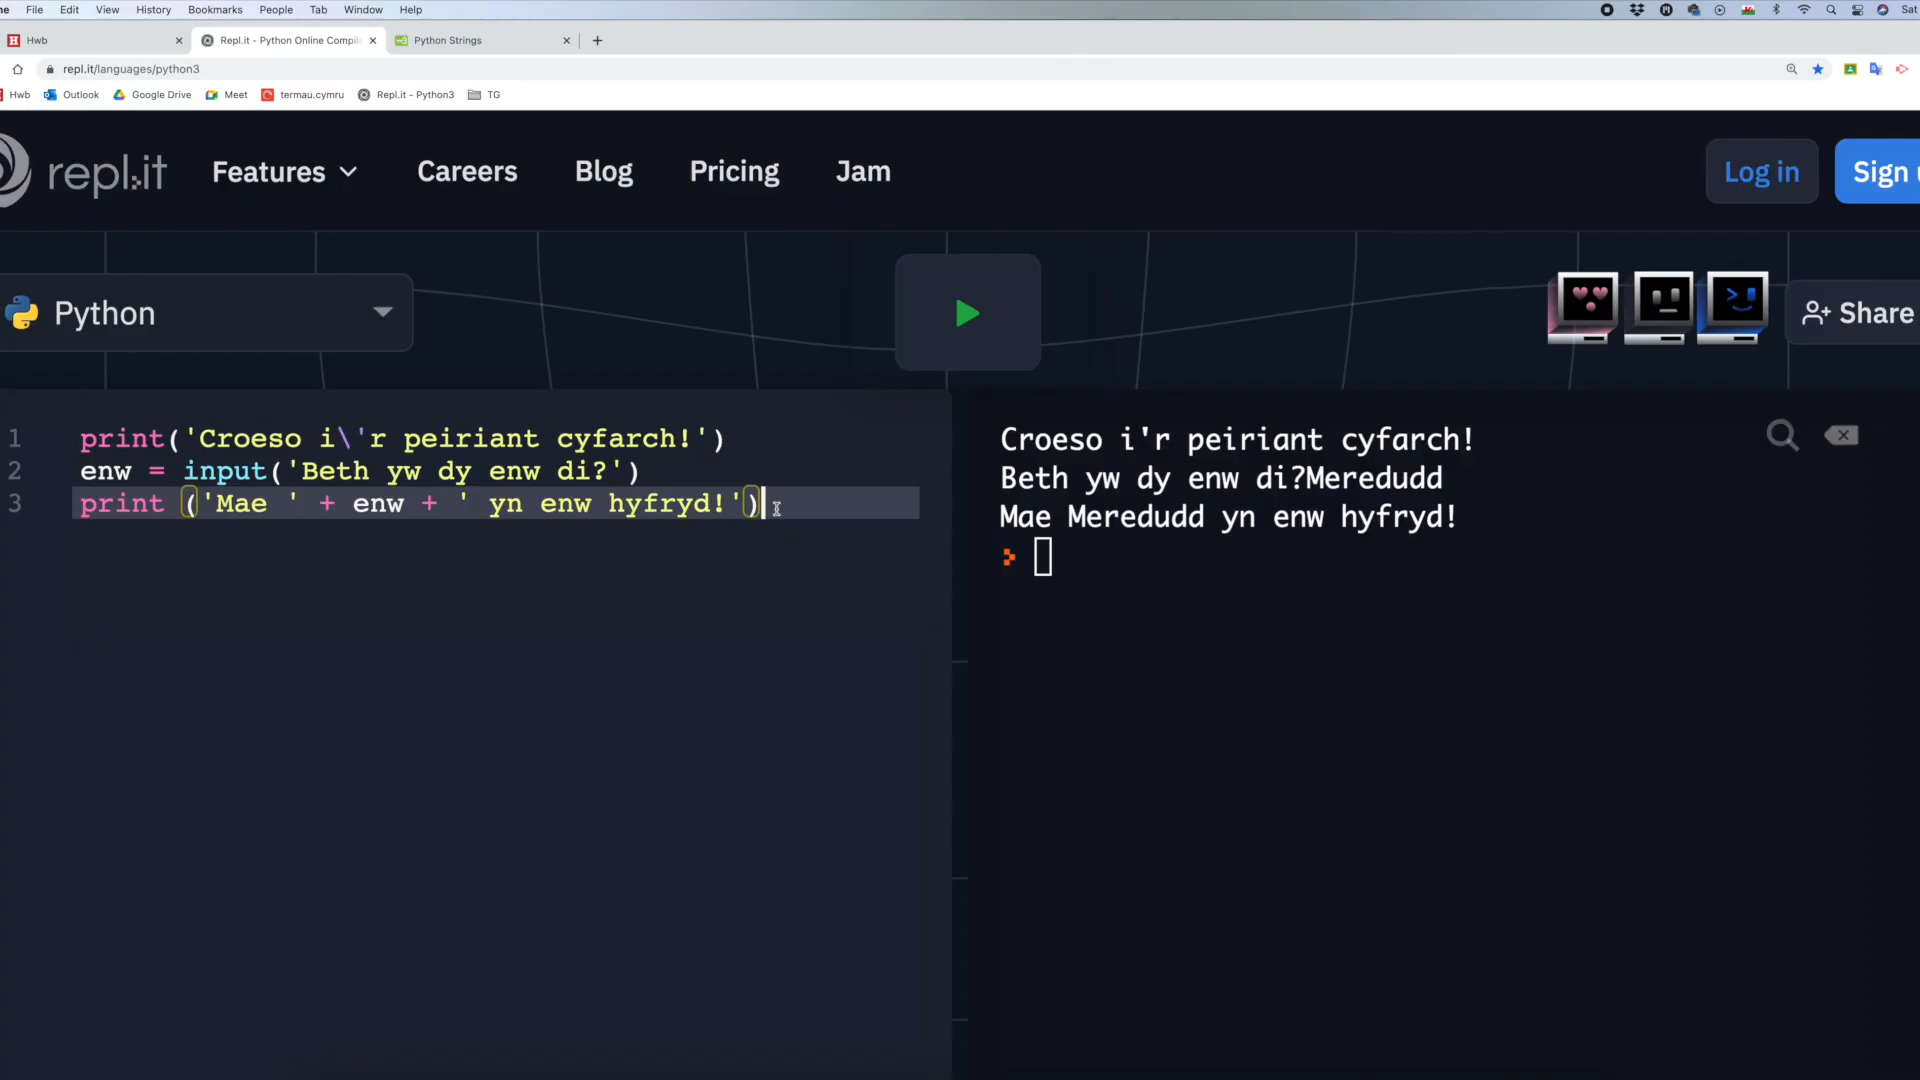 File Edit View History Bookmarks People Tab Window Help Sat
Hwb Repl.it - Python Online Compil Python Strings
repl.it/languages/python3
Hwb Outlook Google Drive Meet termau.cymru Repl.it - Python3 TG
repl.it Features Careers Blog Pricing Jam Log in Sign
Python Share
1 print('Croeso i\'r peiriant cyfarch!')
2 enw = input('Beth yw dy enw di?')
3 print ('Mae ' + enw + ' yn enw hyfryd!')
Croeso i'r peiriant cyfarch!
Beth yw dy enw di?Meredudd
Mae Meredudd yn enw hyfryd!